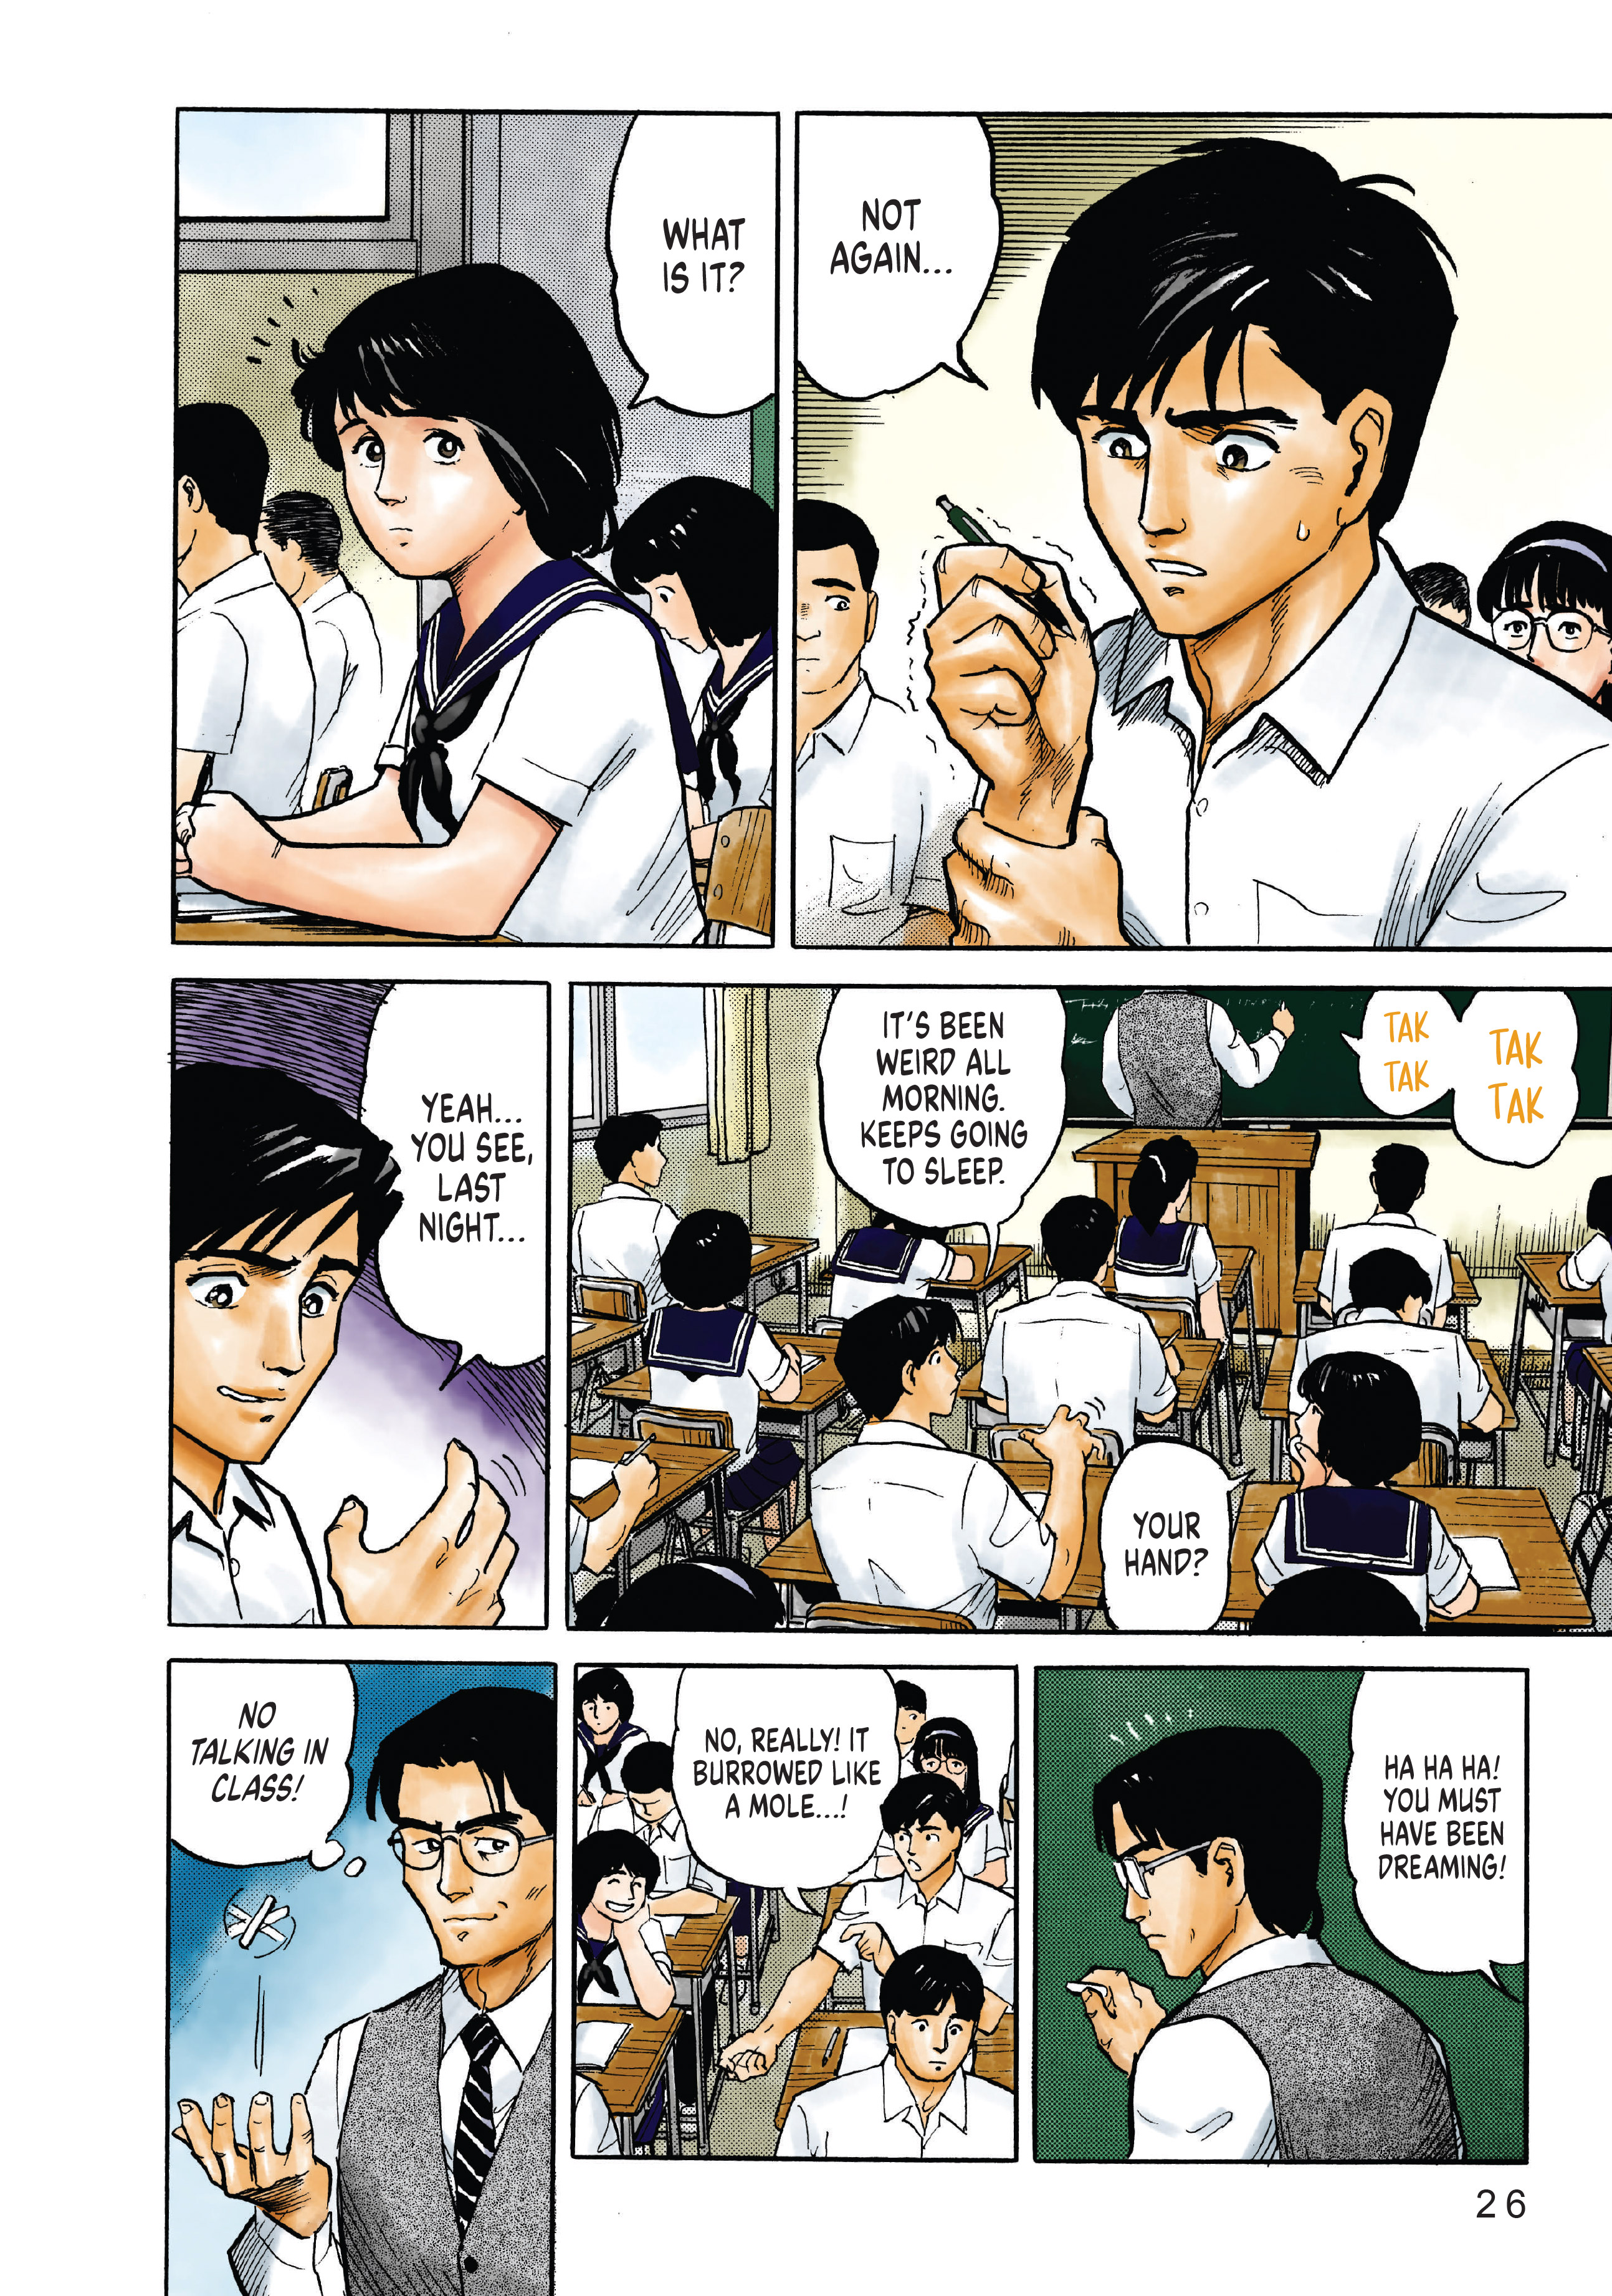 NOT
AGAIN...
WHAT
IS IT?
TAK
TAK
TAK
TAK
IT'S BEEN
WEIRD ALL
MORNING.
KEEPS GOING
TO SLEEP.
YOUR
HAND?
YEAH...
YOU SEE,
LAST
NIGHT...
HA HA HA!
YOU MUST
HAVE BEEN
DREAMING!
NO, REALLY! IT
BURROWED LIKE
A MOLE...!
NO
TALKING IN
CLASS!
26